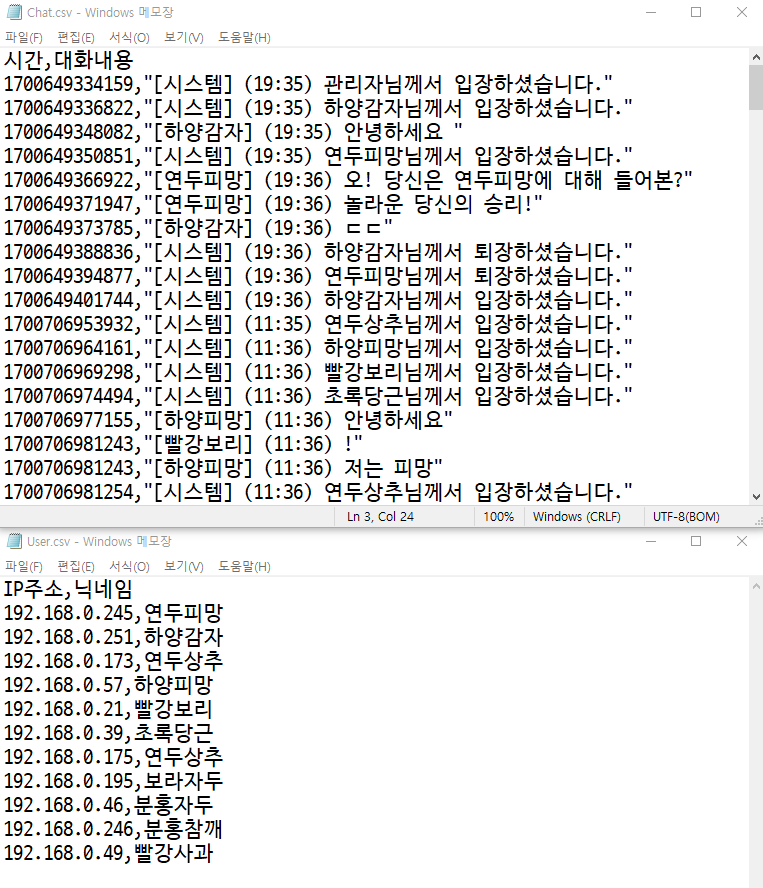 Chat.csv - Windows 메모장
파일(F) 편집(E) 서식(O) 보기(V) 도움말(H)
시간,대화내용
1700649334159,"[시스템] (19:35) 관리자님께서 입장하셨습니다."
1700649336822,"[시스템] (19:35) 하양감자님께서 입장하셨습니다."
1700649348082,"[하양감자] (19:35) 안녕하세요 "
1700649350851,"[시스템] (19:35) 연두피망님께서 입장하셨습니다."
1700649366922,"[연두피망] (19:36) 오! 당신은 연두피망에 대해 들어본?"
1700649371947,"[연두피망] (19:36) 놀라운 당신의 승리!"
1700649373785,"[하양감자] (19:36) ㄷㄷ"
1700649388836,"[시스템] (19:36) 하양감자님께서 퇴장하셨습니다."
1700649394877,"[시스템] (19:36) 연두피망님께서 퇴장하셨습니다."
1700649401744,"[시스템] (19:36) 하양감자님께서 입장하셨습니다."
1700706953932,"[시스템] (11:35) 연두상추님께서 입장하셨습니다."
1700706964161,"[시스템] (11:36) 하양피망님께서 입장하셨습니다."
1700706969298,"[시스템] (11:36) 빨강보리님께서 입장하셨습니다."
1700706974494,"[시스템] (11:36) 초록당근님께서 입장하셨습니다."
1700706977155,"[하양피망] (11:36) 안녕하세요"
1700706981243,"[빨강보리] (11:36) !"
1700706981243,"[하양피망] (11:36) 저는 피망"
1700706981254,"[시스템] (11:36) 연두상추님께서 입장하셨습니다."
Ln 3, Col 24 100% Windows (CRLF) UTF-8(BOM)
User.csv - Windows 메모장
파일(F) 편집(E) 서식(O) 보기(V) 도움말(H)
IP주소,닉네임
192.168.0.245,연두피망
192.168.0.251,하양감자
192.168.0.173,연두상추
192.168.0.57,하양피망
192.168.0.21,빨강보리
192.168.0.39,초록당근
192.168.0.175,연두상추
192.168.0.195,보라자두
192.168.0.46,분홍자두
192.168.0.246,분홍참깨
192.168.0.49,빨강사과